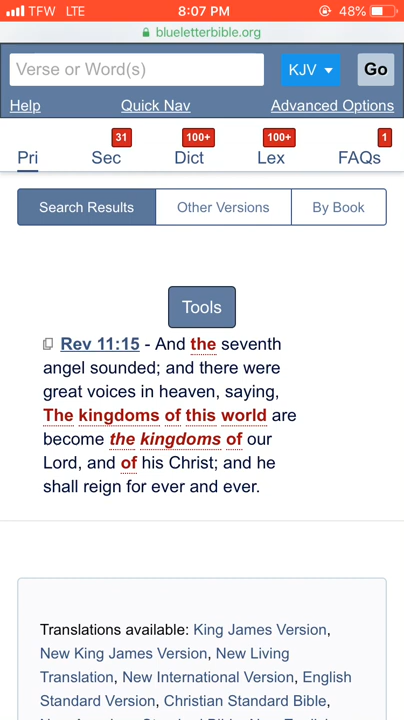 TFW LTE 8:07 PM 48%
blueletterbible.org
Verse or Word(s) KJV Go
Help Quick Nav Advanced Options
31 100+ 100+ 1
Pri Sec Dict Lex FAQs
Search Results Other Versions By Book
Tools
Rev 11:15 - And the seventh
angel sounded; and there were
great voices in heaven, saying,
The kingdoms of this world are
become the kingdoms of our
Lord, and of his Christ; and he
shall reign for ever and ever.
Translations available: King James Version,
New King James Version, New Living
Translation, New International Version, English
Standard Version, Christian Standard Bible,